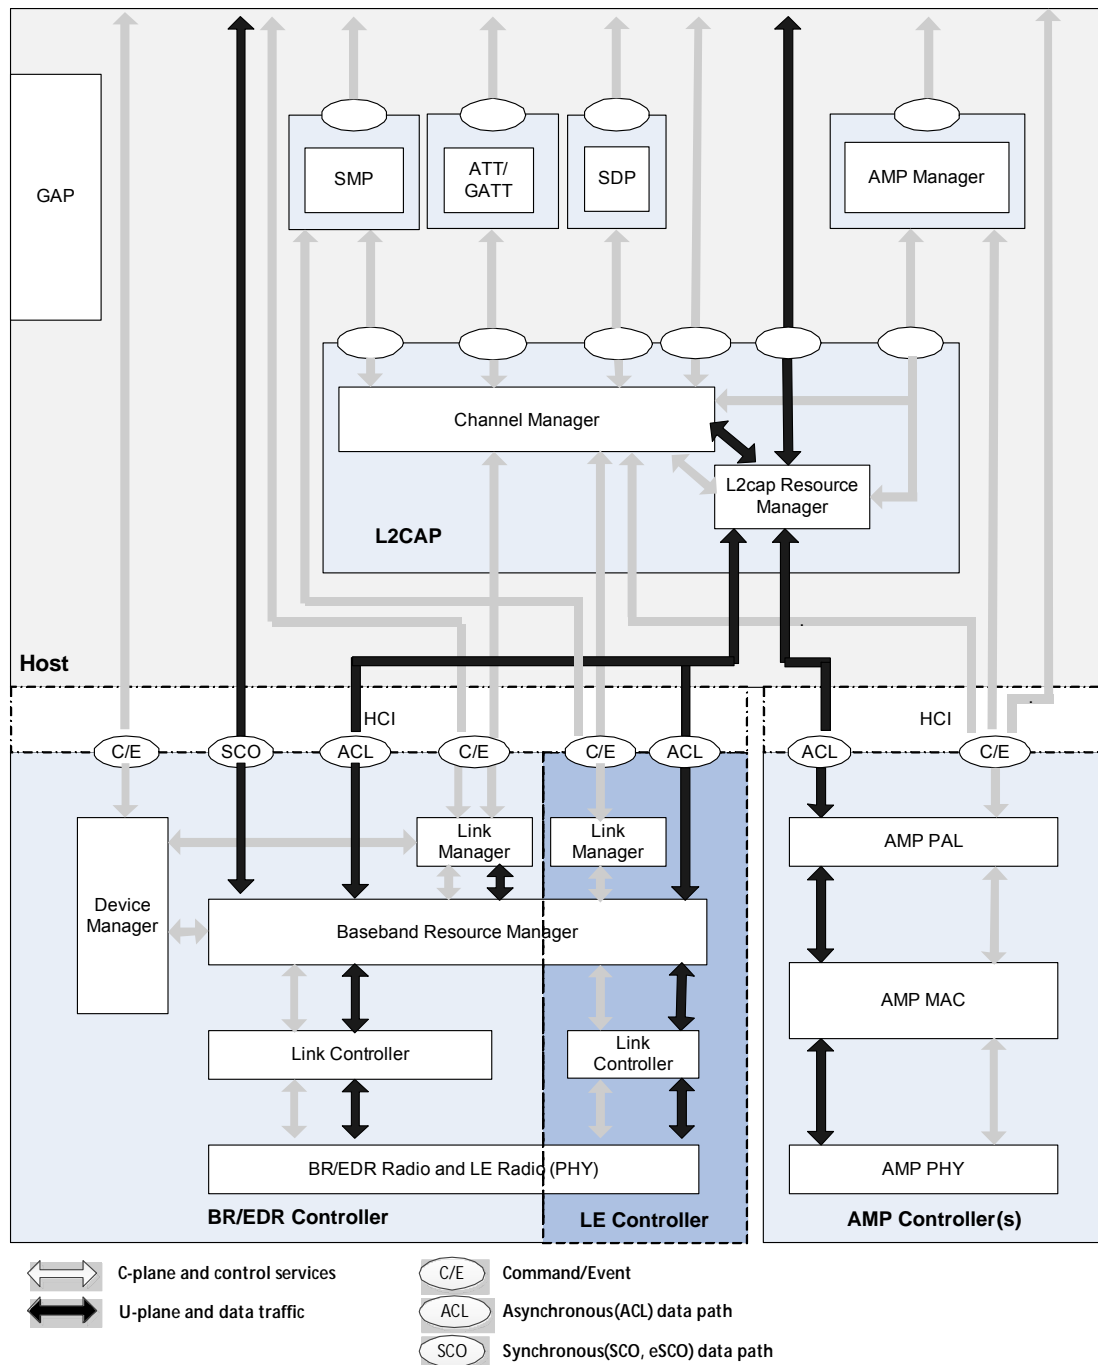 GAP
SMP
ATT/
GATT
SDP
AMP Manager
Channel Manager
L2cap Resource
Manager
L2CAP
Host
HCI
HCI
C/E
SCO
ACL
C/E
C/E
ACL
ACL
C/E
Link
Manager
Link
Manager
AMP PAL
Device
Manager
Baseband Resource Manager
AMP MAC
Link Controller
Link
Controller
BR/EDR Radio and LE Radio (PHY)
AMP PHY
BR/EDR Controller
LE Controller
AMP Controller(s)
C-plane and control services
C/E
Command/Event
U-plane and data traffic
ACL
Asynchronous(ACL) data path
SCO
Synchronous(SCO, eSCO) data path